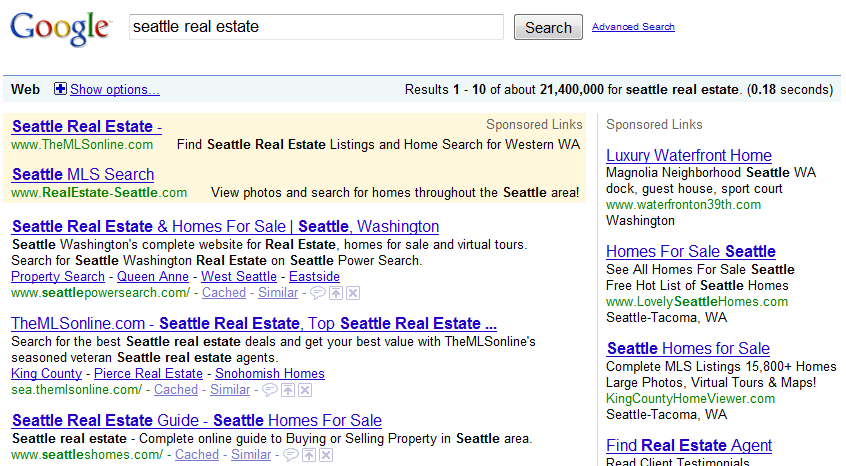 Google
seattle real estate
Search
Advanced Search
Web
Show options...
Results 1 - 10 of about 21,400,000 for seattle real estate. (0.18 seconds)
Seattle Real Estate -
Sponsored Links
www.TheMLSonline.com
Find Seattle Real Estate Listings and Home Search for Western WA
Seattle MLS Search
www.RealEstate-Seattle.com
View photos and search for homes throughout the Seattle area!
Seattle Real Estate & Homes For Sale | Seattle, Washington
Seattle Washington's complete website for Real Estate, homes for sale and virtual tours.
Search for Seattle Washington Real Estate on Seattle Power Search.
Property Search - Queen Anne - West Seattle - Eastside
www.seattlepowersearch.com/ - Cached - Similar -
TheMLSonline.com - Seattle Real Estate, Top Seattle Real Estate ...
Search for the best Seattle real estate deals and get your best value with TheMLSonline's
seasoned veteran Seattle real estate agents.
King County - Pierce Real Estate - Snohomish Homes
sea.themlsonline.com/ - Cached - Similar -
Seattle Real Estate Guide - Seattle Homes For Sale
Seattle real estate - Complete online guide to Buying or Selling Property in Seattle area.
www.seattleshomes.com/ - Cached - Similar -
Sponsored Links
Luxury Waterfront Home
Magnolia Neighborhood Seattle WA
dock, guest house, sport court
www.waterfronton39th.com
Washington
Homes For Sale Seattle
See All Homes For Sale Seattle
Free Hot List of Seattle Homes
www.LovelySeattleHomes.com
Seattle-Tacoma, WA
Seattle Homes for Sale
Complete MLS Listings 15,800+ Homes
Large Photos, Virtual Tours & Maps!
KingCountyHomeViewer.com
Seattle-Tacoma, WA
Find Real Estate Agent
Read Client Testimonials